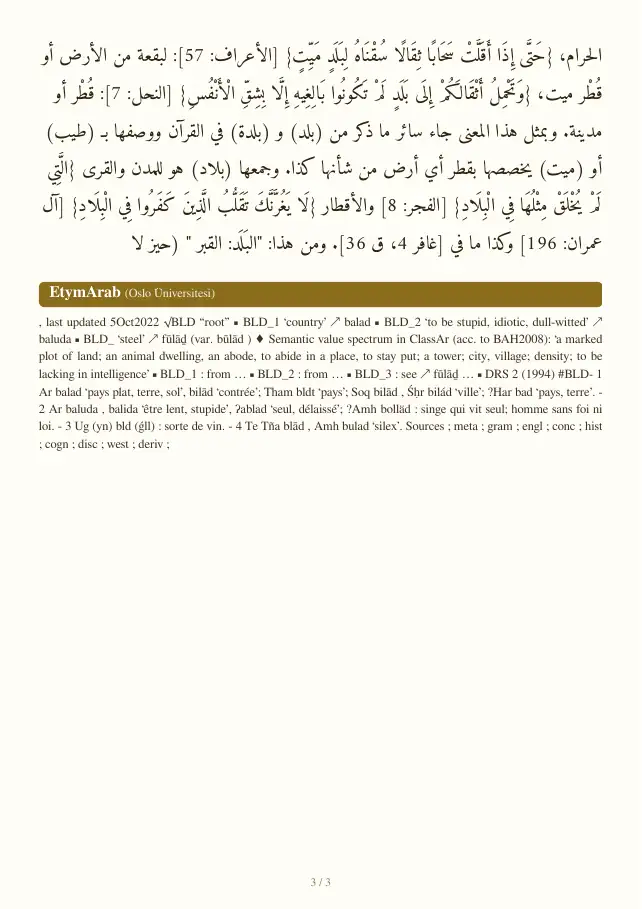 الحرام، {حَتَّى إِذَا أَقَلَّتْ سَحَابًا ثِقَالًا سُقْنَاهُ لِبَلَدٍ مَيِّتٍ} [الأعراف: 57]: لبقعة من الأرض أو
قُطْر ميت، {وَتَحْمِلُ أَثْقَالَكُمْ إِلَى بَلَدٍ لَمْ تَكُونُوا بَالِغِيهِ إِلَّا بِشِقِّ الْأَنْفُسِ} [النحل: 7]: قُطْر أو
مدينة. وبمثل هذا المعنى جاء سائر ما ذكر من (بلد) و (بلدة) في القرآن ووصفها بـ (طيب)
أو (ميت) يخصصها بقطر أي أرض من شأنها كذا. وجمعها (بلاد) هو للمدن والقرى {الَّتِي
لَمْ يُخْلَقْ مِثْلُهَا فِي الْبِلَادِ} [الفجر: 8] والأقطار {لَا يَغُرَّنَّكَ تَقَلُّبُ الَّذِينَ كَفَرُوا فِي الْبِلَادِ} [آل
عمران: 196] وكذا ما في [غافر 4، ق 36]. ومن هذا: "البَلَد: القبر " (حيز لا
EtymArab (Oslo Üniversitesi)
, last updated 5Oct2022 √BLD “root” ▪ BLD_1 ‘country’ ↗ balad ▪ BLD_2 ‘to be stupid, idiotic, dull-witted’ ↗
baluda ▪ BLD_ ‘steel’ ↗ fūlāḏ (var. būlād ) ♦ Semantic value spectrum in ClassAr (acc. to BAH2008): ‘a marked
plot of land; an animal dwelling, an abode, to abide in a place, to stay put; a tower; city, village; density; to be
lacking in intelligence’ ▪ BLD_1 : from … ▪ BLD_2 : from … ▪ BLD_3 : see ↗ fūlāḏ … ▪ DRS 2 (1994) #BLD- 1
Ar balad ‘pays plat, terre, sol’, bilād ‘contrée’; Tham bldt ‘pays’; Soq bilād , Śḥr bilád ‘ville’; ?Har bad ‘pays, terre’. -
2 Ar baluda , balida ‘être lent, stupide’, ʔablad ‘seul, délaissé’; ?Amh bolläd : singe qui vit seul; homme sans foi ni
loi. - 3 Ug (yn) bld (ǵll) : sorte de vin. - 4 Te Tña blād , Amh bulad ‘silex’. Sources ; meta ; gram ; engl ; conc ; hist
; cogn ; disc ; west ; deriv ;
3 / 3